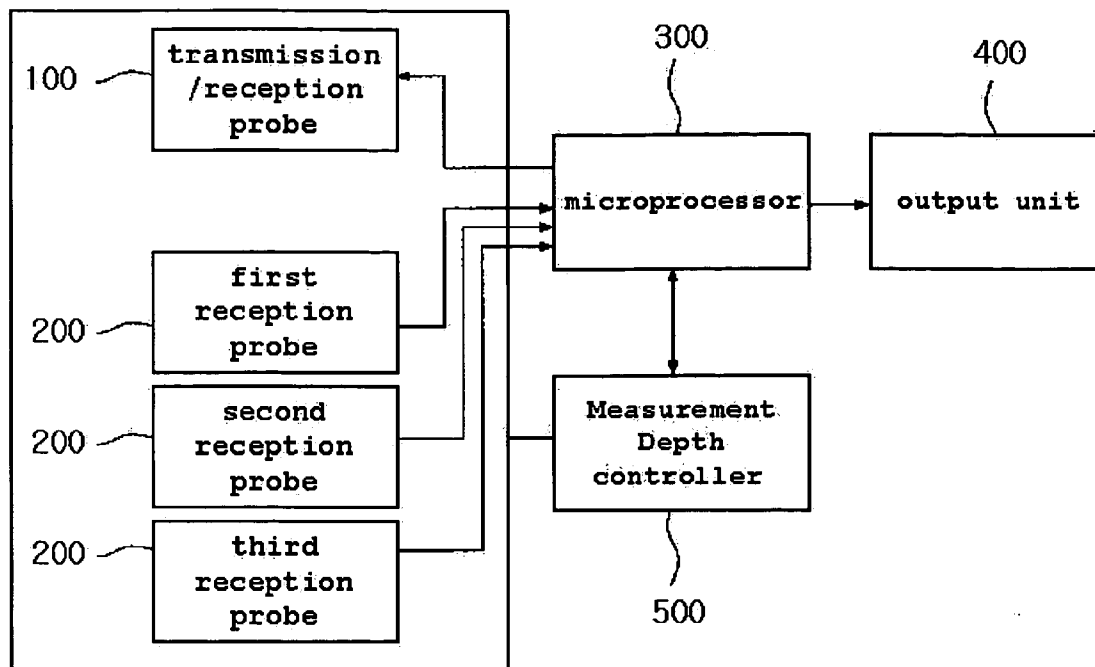 100
transmission
/reception
probe
200
first
reception
probe
200
second
reception
probe
200
third
reception
probe
300
microprocessor
400
output unit
Measurement
Depth
controller
500